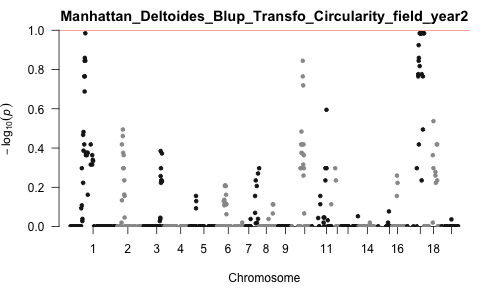 Manhattan_Deltoides_Blup_Transfo_Circularity_field_year2
1.0
0.8
0.6
0.4
0.2
0.0
− log10(p)
1 2 3 4 5 6 7 8 9 11 14 16 18
Chromosome